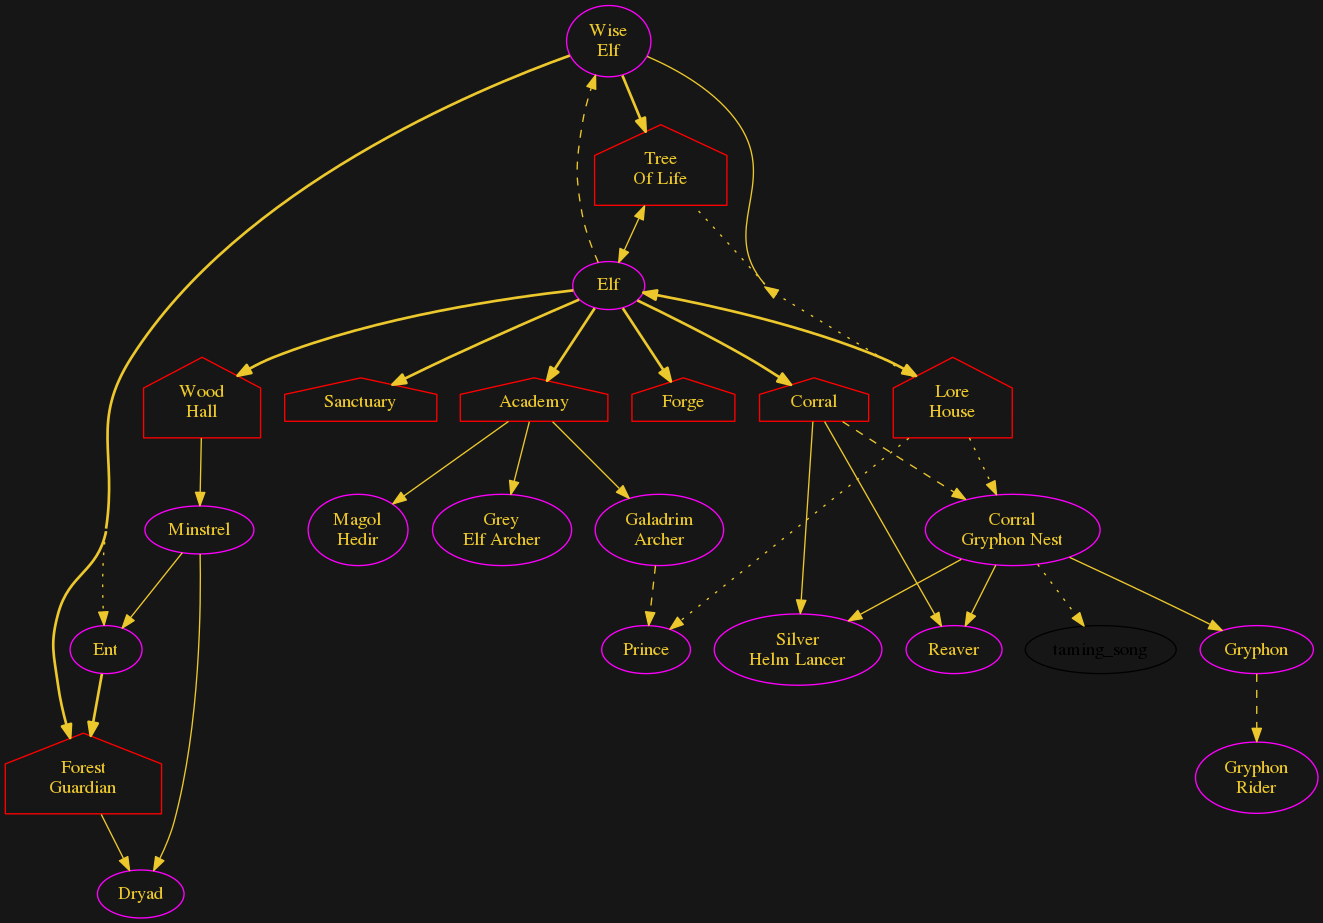 Wise
Elf
Tree
Of Life
Elf
Wood
Hall
Sanctuary
Academy
Forge
Corral
Lore
House
Minstrel
Magol
Hedir
Grey
Elf Archer
Galadrim
Archer
Corral
Gryphon Nest
Ent
Prince
Silver
Helm Lancer
Reaver
taming_song
Gryphon
Forest
Guardian
Gryphon
Rider
Dryad